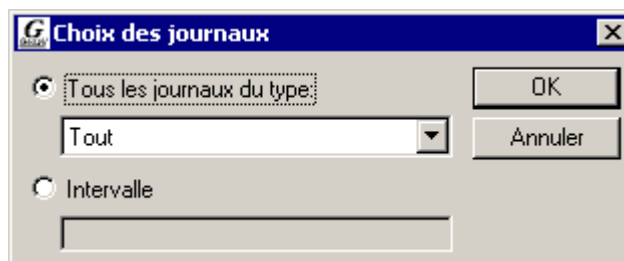 Choix des journaux
Tous les journaux du type:
OK
Tout
Annuler
Intervalle